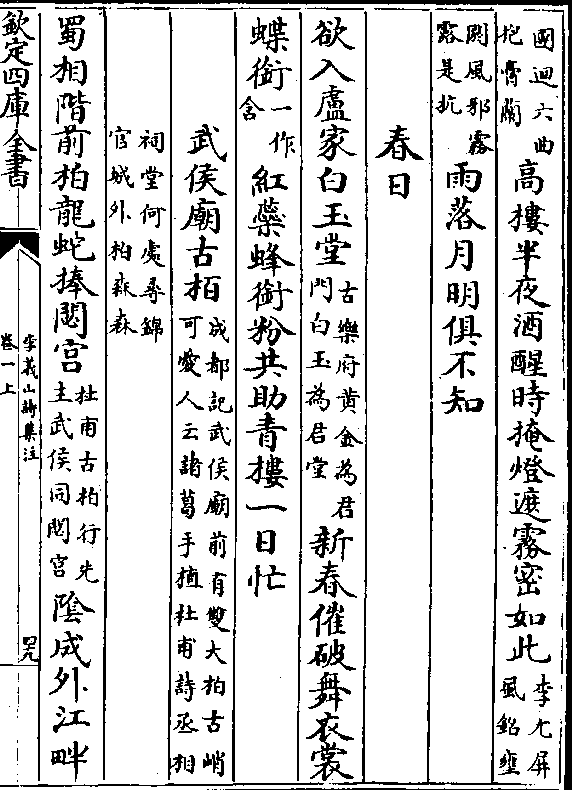 國迴六曲
抱膏蘭
高樓半夜酒醒時掩燈遮霧密如此
李尤屏
風銘壅
閼風邪霧
露是抗
雨落月明俱不知
春日
欲入盧家白玉堂
古樂府黄金為君
門白玉為君堂
新春催破舞衣裳
蝶銜
一作
含
紅蘂蜂銜粉共助青樓一日忙
武侯廟古栢
成都記武侯廟前有雙大柏古峭
可愛人云諸葛手植杜甫詩丞相
祠堂何處尋錦
官城外柏森森
蜀相階前柏龍蛇捧閟宮
杜甫古柏行先
主武侯同閟宮
陰成外江畔
欽定四庫全書
李義山詩集注
卷一上
四九